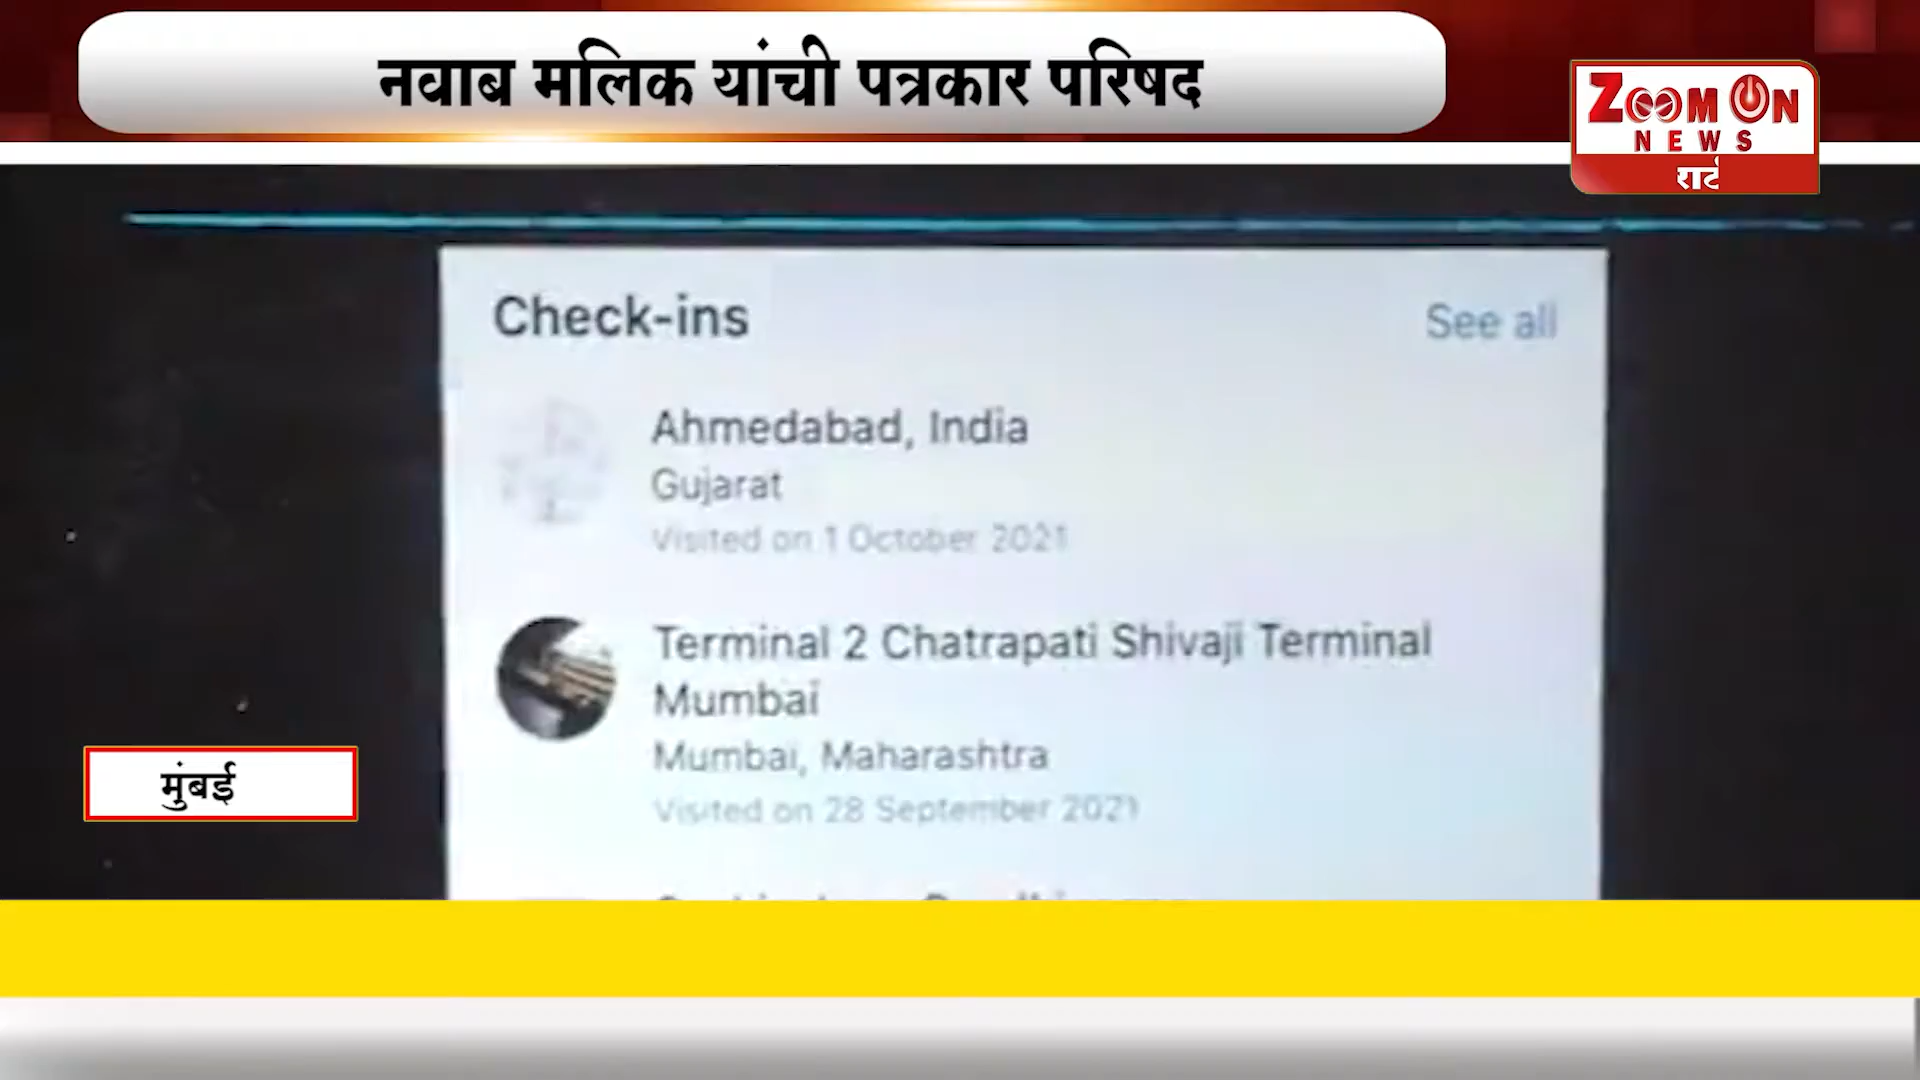 नवाब मलिक यांची पत्रकार परिषद
ZOOM ON
NEWS
Check-ins
See all
Ahmedabad, India
Gujarat
Visited on 1 October 2021
Terminal 2 Chatrapati Shivaji Terminal
Mumbai
Mumbai, Maharashtra
Visited on 28 September 2021
मुंबई